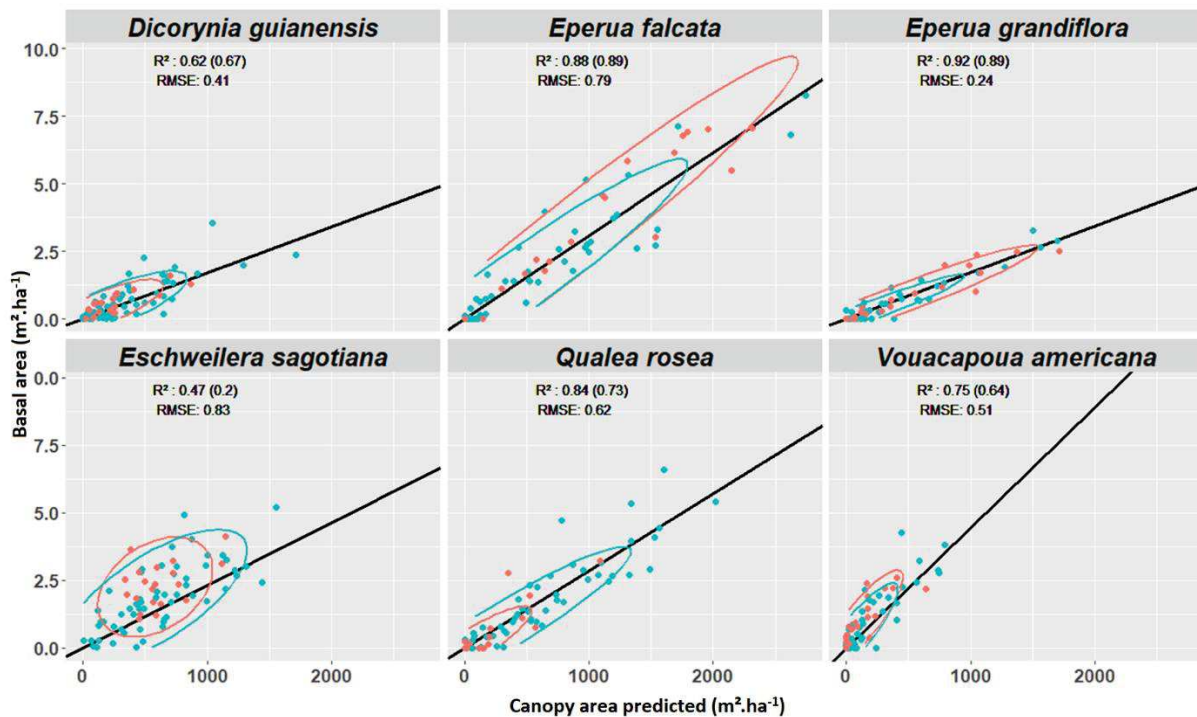 Dicorynia guianensis
Eperua falcata
Eperua grandiflora
R² : 0.62 (0.67)
RMSE: 0.41
R² : 0.88 (0.89)
RMSE: 0.79
R² : 0.92 (0.89)
RMSE: 0.24
10.0
7.5
5.0
2.5
0.0
Eschweilera sagotiana
Qualea rosea
Vouacapoua americana
R² : 0.47 (0.2)
RMSE: 0.83
R² : 0.84 (0.73)
RMSE: 0.62
R² : 0.75 (0.64)
RMSE: 0.51
0.0
7.5
5.0
2.5
0.0
Basal area (m².ha⁻¹)
0 1000 2000
0 1000 2000
0 1000 2000
Canopy area predicted (m².ha⁻¹)